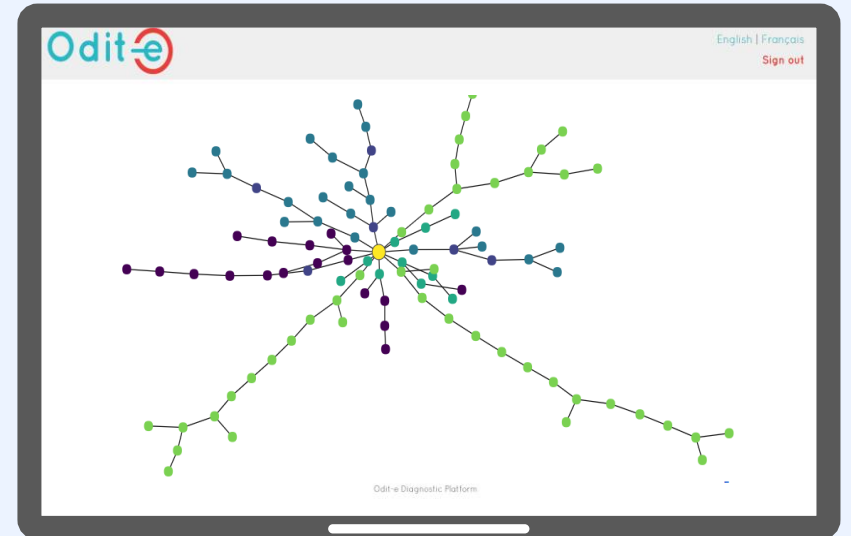 Odit-e
English | Français
Sign out
Odit-e Diagnostic Platform